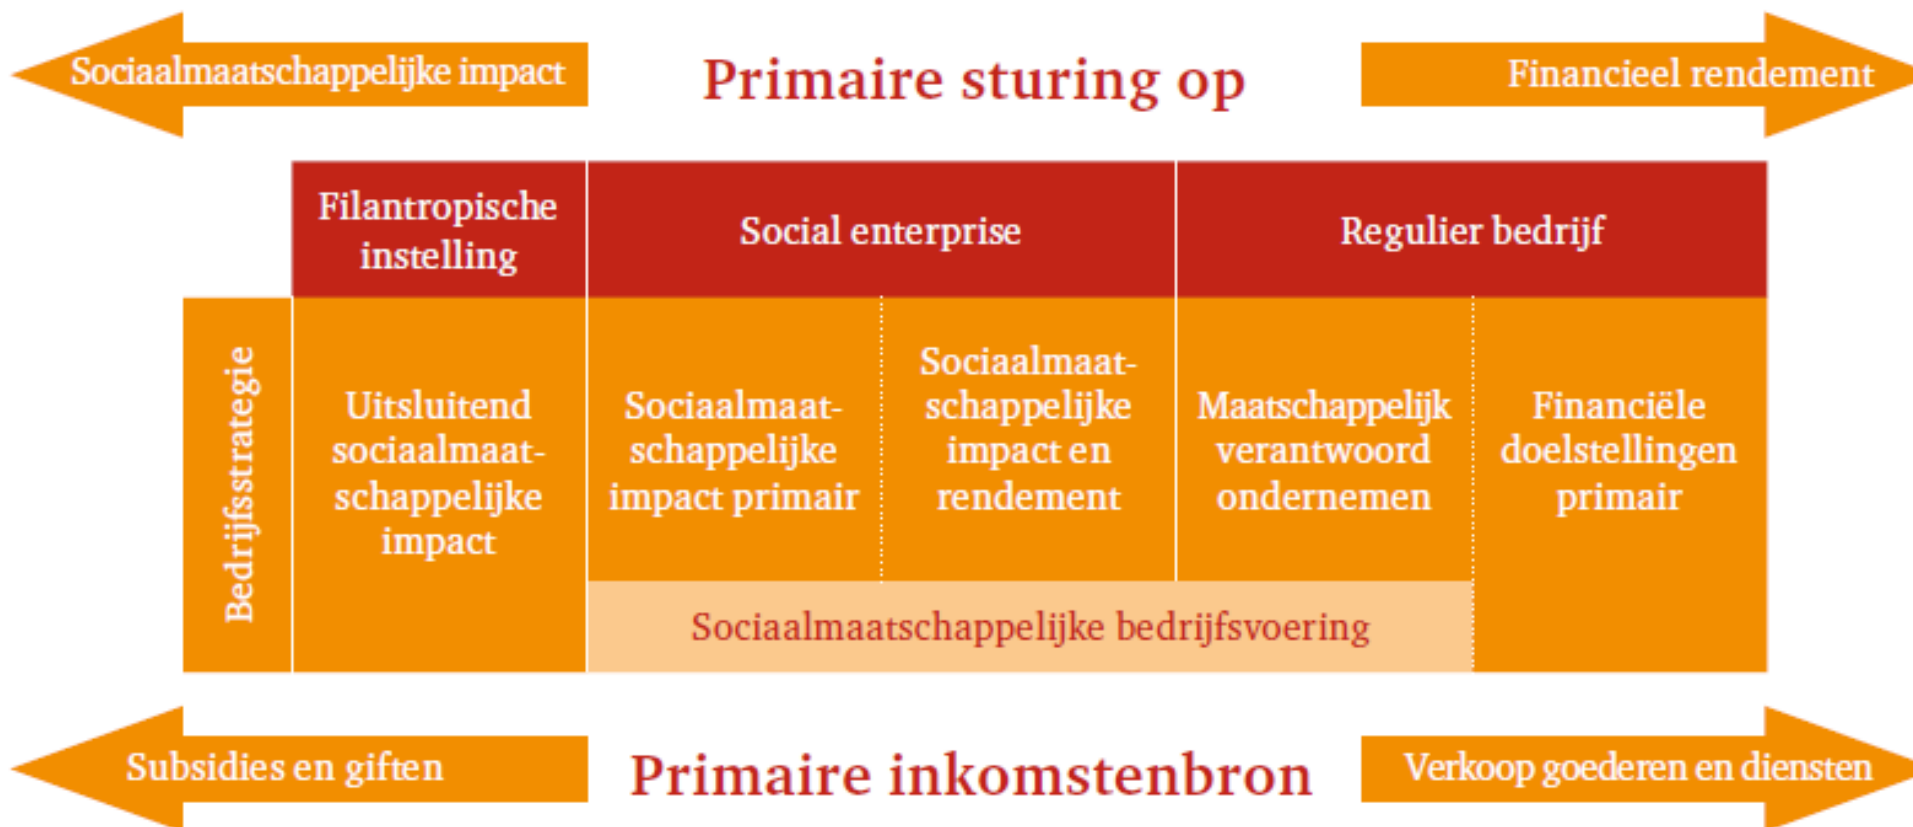 Sociaalmaatschappelijke impact
Primaire sturing op
Financieel rendement
Filantropische
instelling
Social enterprise
Regulier bedrijf
Bedrijfsstrategie
Uitsluitend
sociaalmaat-
schappelijke
impact
Sociaalmaat-
schappelijke
impact primair
Sociaalmaat-
schappelijke
impact en
rendement
Maatschappelijk
verantwoord
ondernemen
Financiële
doelstellingen
primair
Sociaalmaatschappelijke bedrijfsvoering
Subsidies en giften
Primaire inkomstenbron
Verkoop goederen en diensten